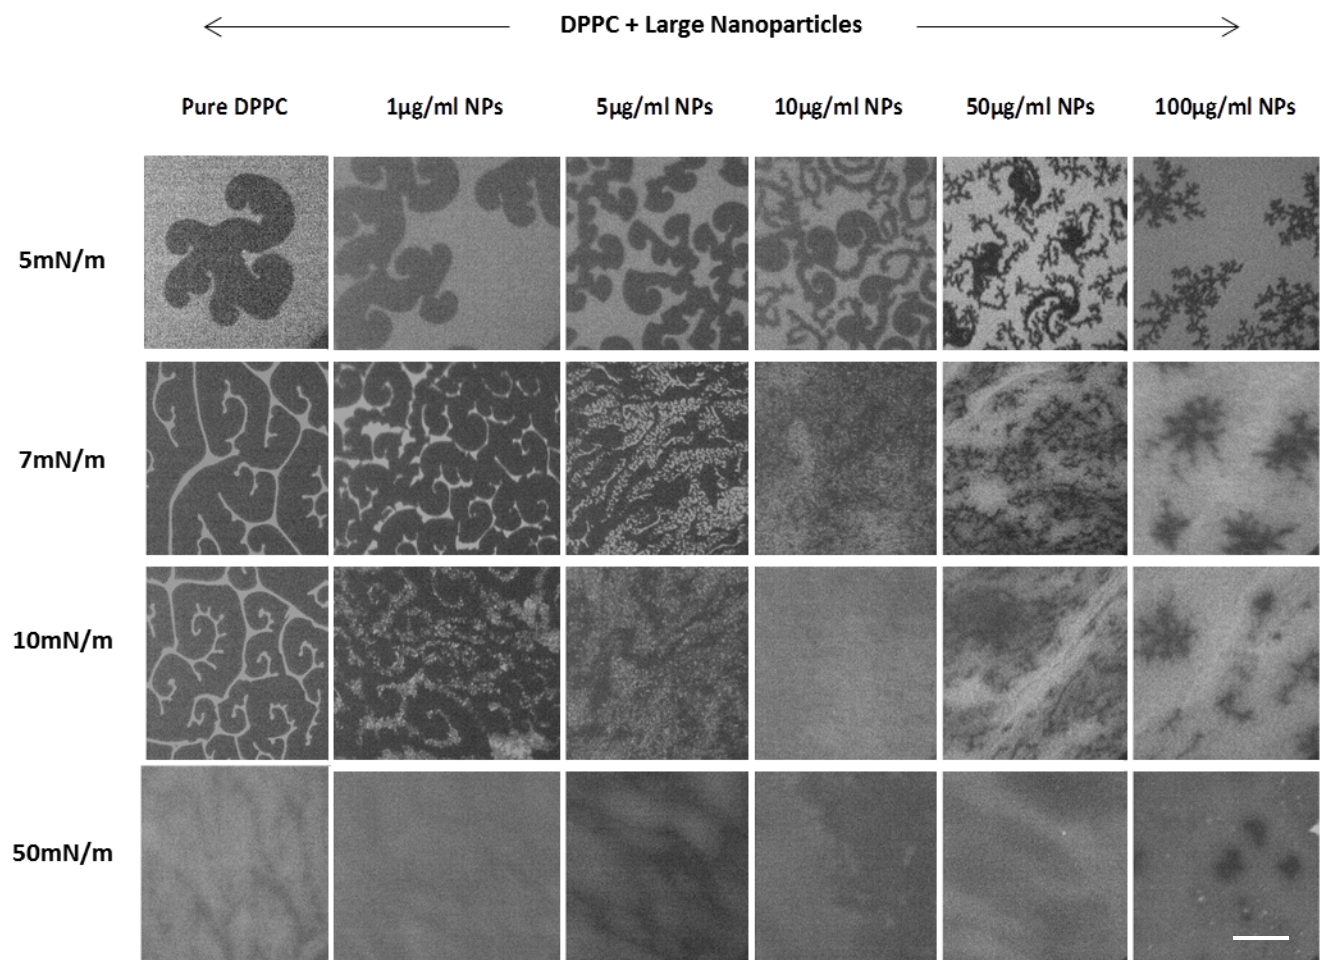 DPPC + Large Nanoparticles
Pure DPPC 1μg/ml NPs 5μg/ml NPs 10μg/ml NPs 50μg/ml NPs 100μg/ml NPs
5mN/m
7mN/m
10mN/m
50mN/m